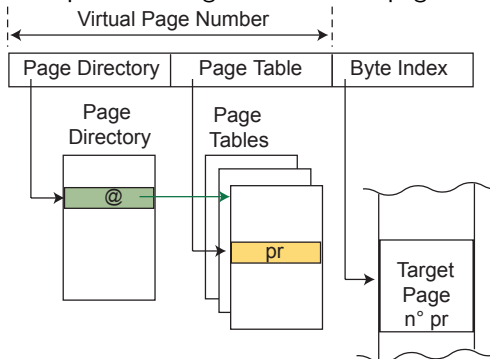 Virtual Page Number
Page Directory Page Table Byte Index
Page
Directory
Page
Tables
@
pr
Target
Page
n° pr